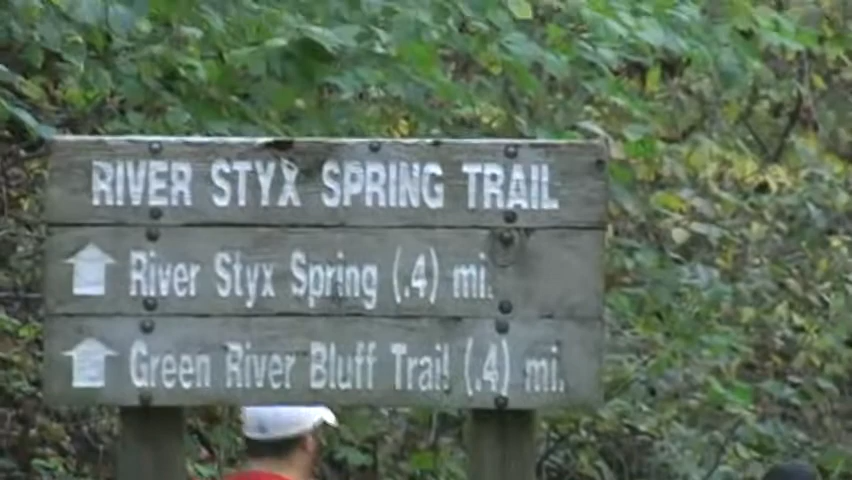 RIVER STYX SPRING TRAIL
River Styx Spring (.4) mi.
Green River Bluff Trail (.4) mi.